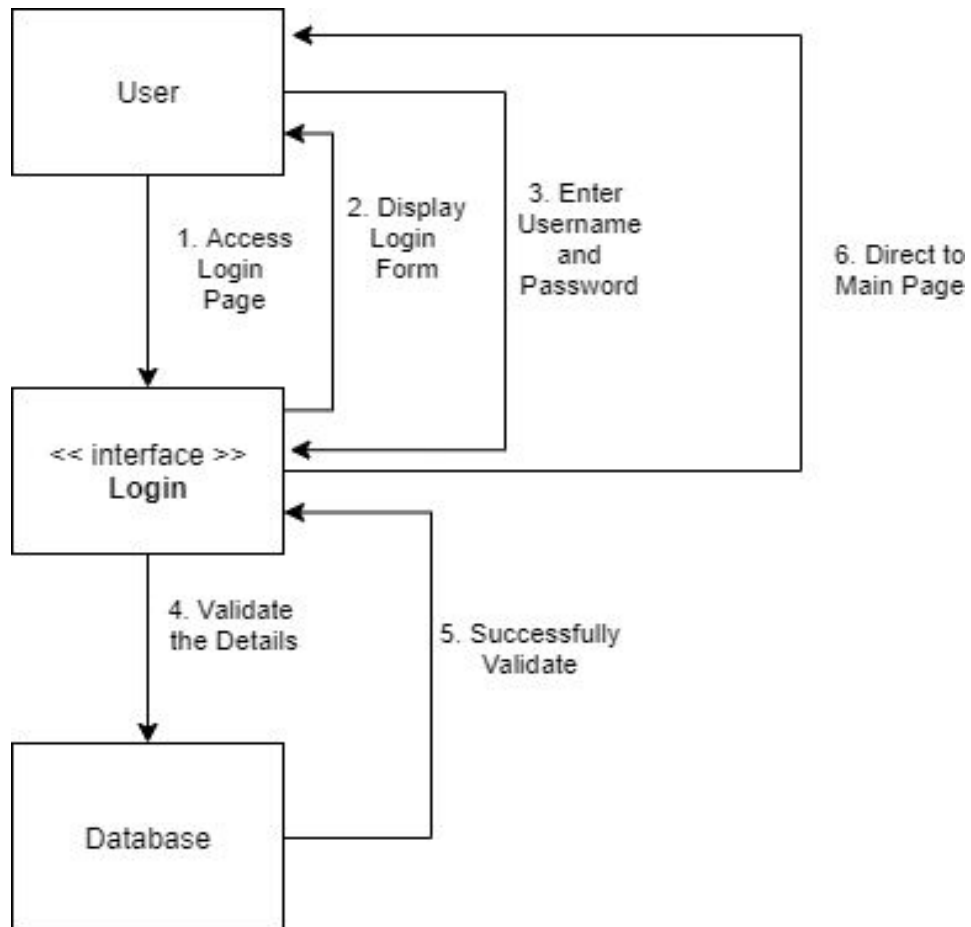 User
1. Access
Login
Page
2. Display
Login
Form
3. Enter
Username
and
Password
6. Direct to
Main Page
<< interface >>
Login
4. Validate
the Details
5. Successfully
Validate
Database